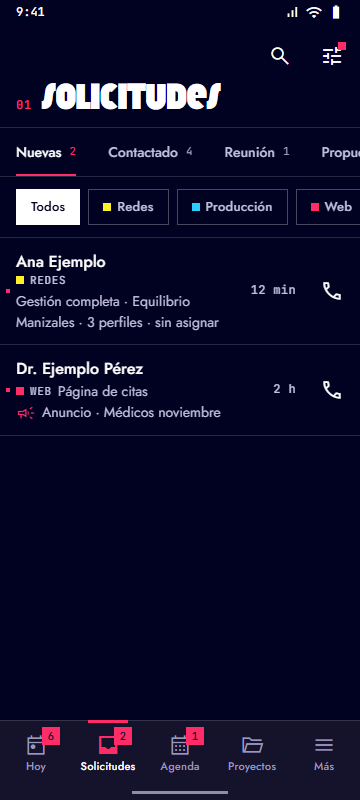 9:41
01 SOLICITUDES
Nuevas 2 Contactado 4 Reunión 1 Propu
Todos Redes Producción Web
Ana Ejemplo
REDES
12 min
Gestión completa · Equilibrio
Manizales · 3 perfiles · sin asignar
Dr. Ejemplo Pérez
WEB Página de citas
2 h
Anuncio · Médicos noviembre
6 2 1
Hoy Solicitudes Agenda Proyectos Más